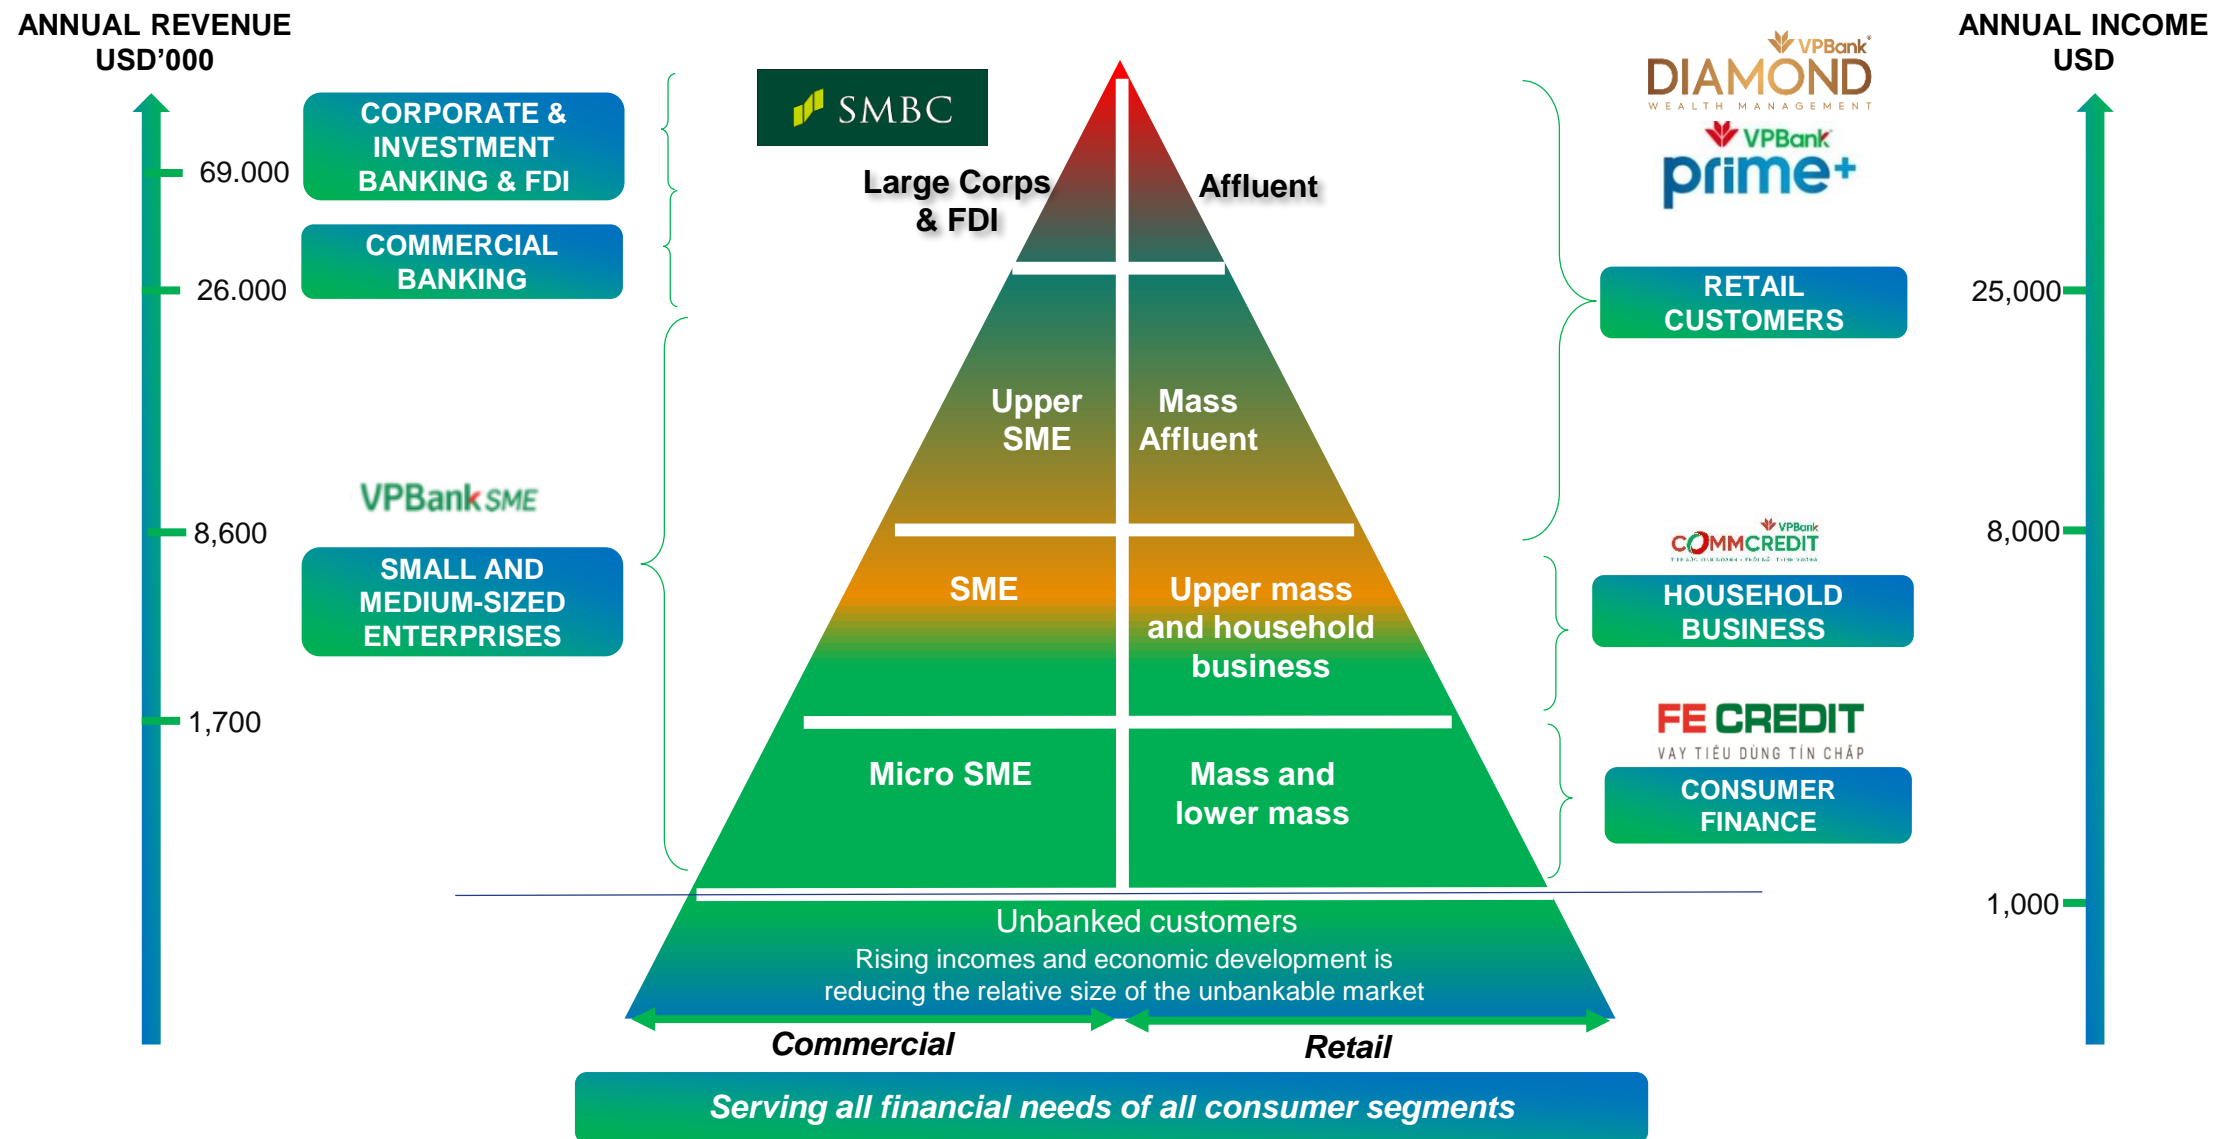 ANNUAL REVENUE
USD'000
69.000
26.000
8,600
1,700
CORPORATE &
INVESTMENT
BANKING & FDI
COMMERCIAL
BANKING
VPBank SME
SMALL AND
MEDIUM-SIZED
ENTERPRISES
SMBC
Large Corps
& FDI
Affluent
Upper
SME
Mass
Affluent
SME
Upper mass
and household
business
Micro SME
Mass and
lower mass
Unbanked customers
Rising incomes and economic development is
reducing the relative size of the unbankable market
Commercial
Retail
Serving all financial needs of all consumer segments
VPBank
DIAMOND
WEALTH MANAGEMENT
VPBank
prime+
RETAIL
CUSTOMERS
VPBank
COMMCREDIT
HOUSEHOLD
BUSINESS
FE CREDIT
VAY TIÊU DÙNG TÍN CHẤP
CONSUMER
FINANCE
ANNUAL INCOME
USD
25,000
8,000
1,000